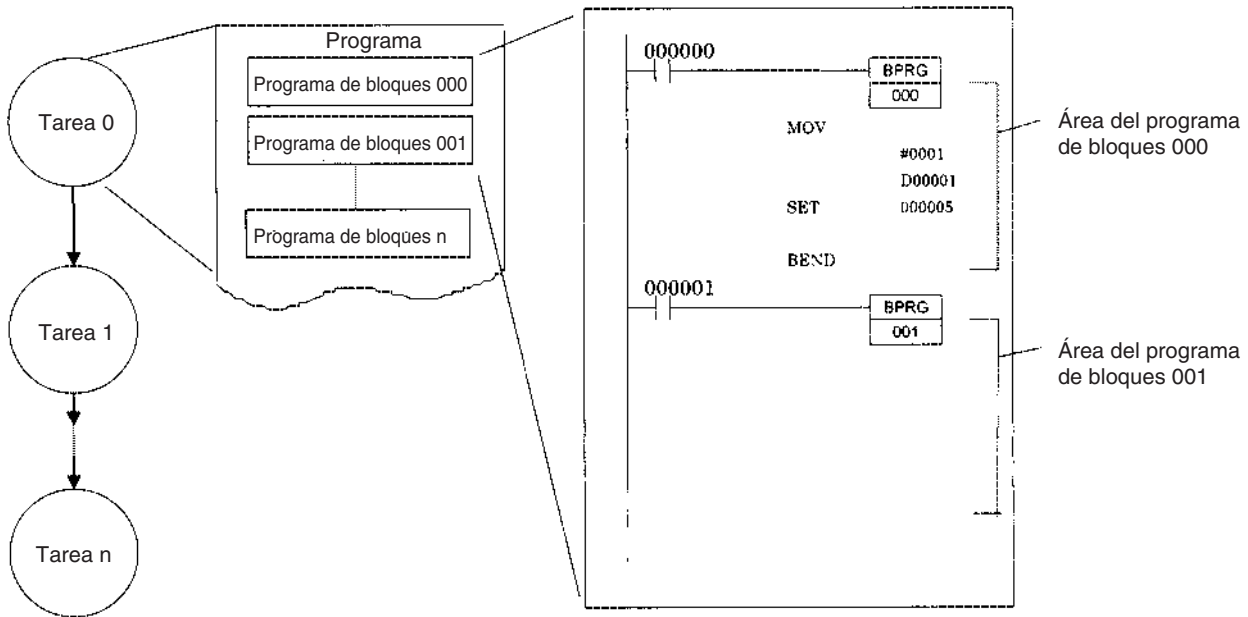 Tarea 0
Tarea 1
Tarea n
Programa
Programa de bloques 000
Programa de bloques 001
Programa de bloques n
000000
BPRG
000
MOV
#0001
D00001
SET
000005
BEND
000001
BPRG
001
Área del programa
de bloques 000
Área del programa
de bloques 001